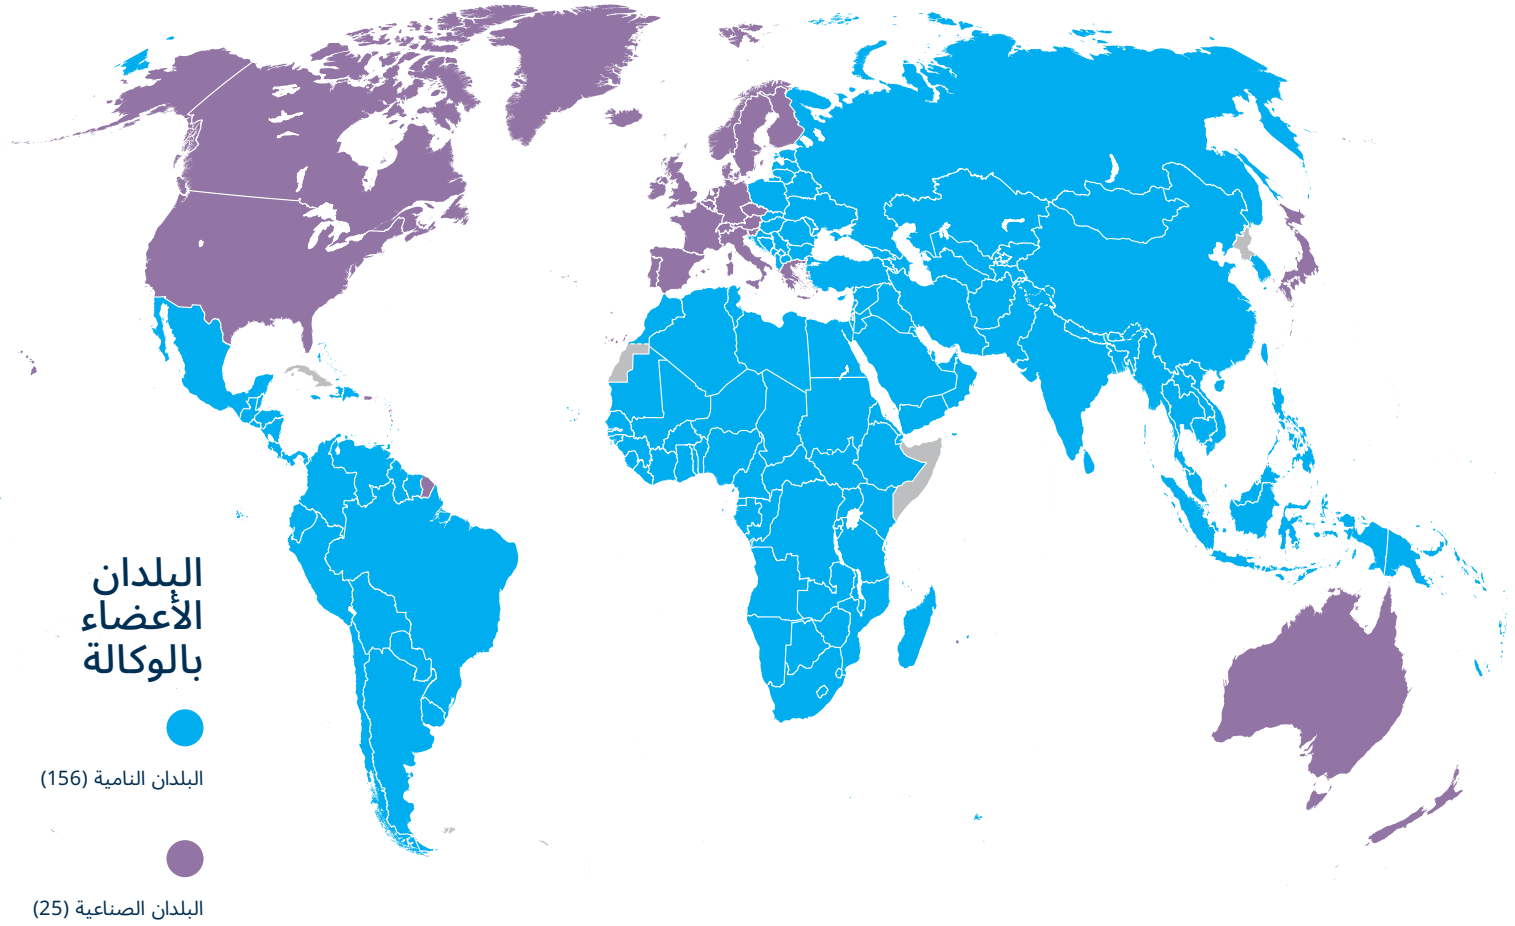 البلدان
الأعضاء
بالوكالة
البلدان النامية (156)
البلدان الصناعية (25)